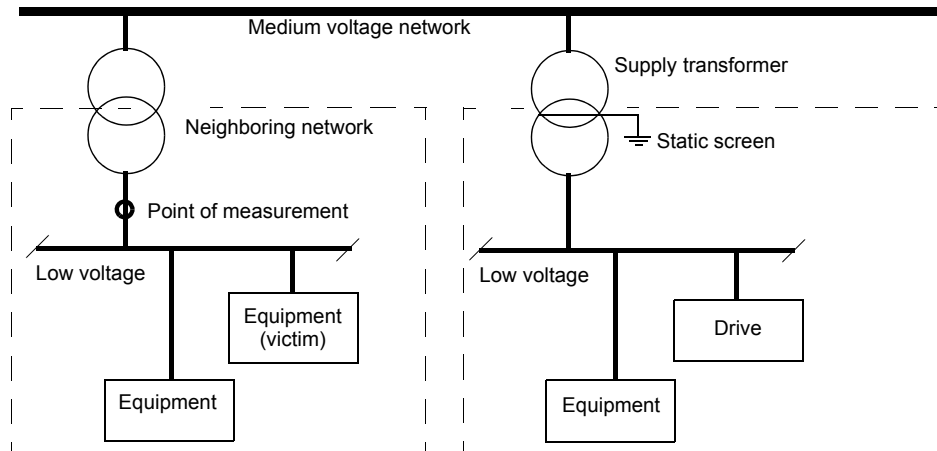 Medium voltage network
Supply transformer
Neighboring network
Static screen
Point of measurement
Low voltage
Low voltage
Equipment
(victim)
Drive
Equipment
Equipment